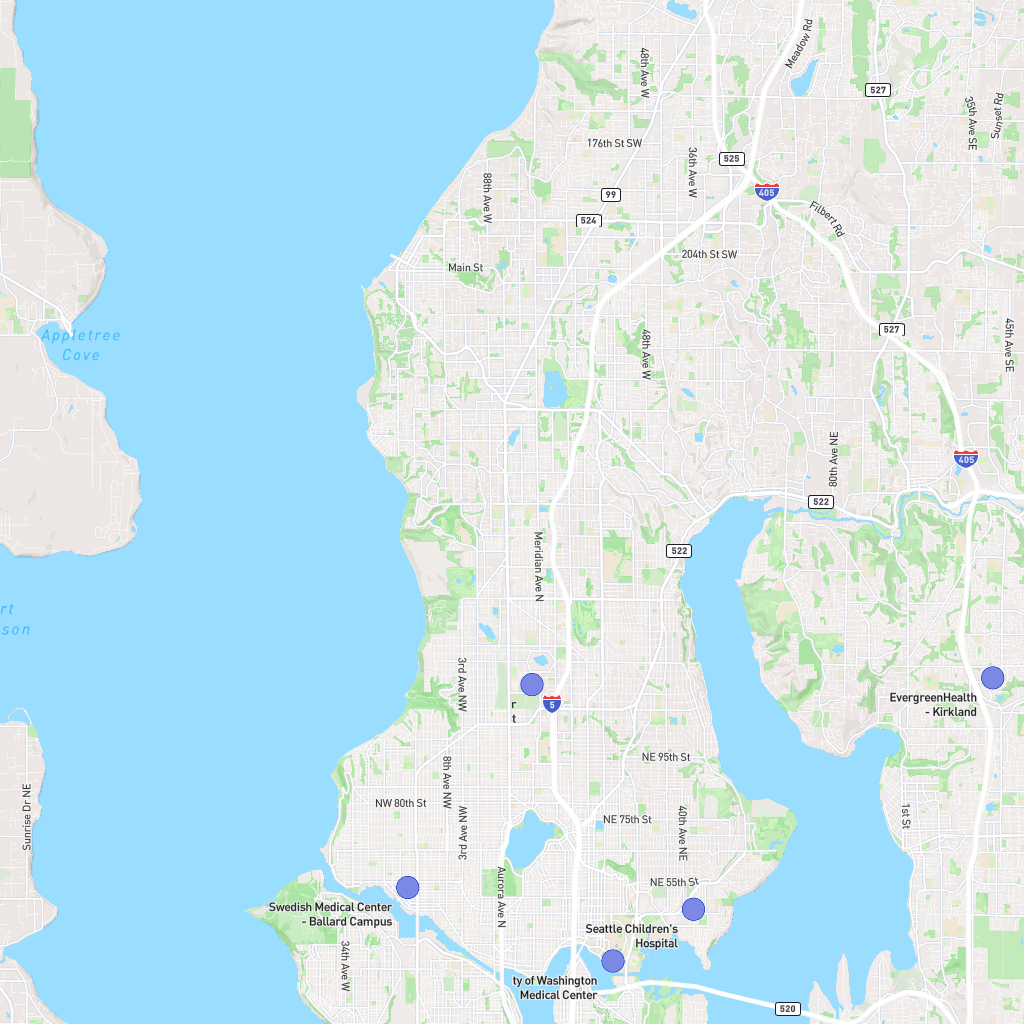 Meadow Rd
48th Ave W
527
35th Ave SE
Sunset Rd
176th St SW
525
36th Ave W
88th Ave W
99
405
524
Filbert Rd
204th St SW
Main St
Appletree
Cove
48th Ave W
527
45th Ave SE
80th Ave NE
405
522
Meridian Ave N
522
rt
son
3rd Ave NW
r
t
5
EvergreenHealth
- Kirkland
NE 95th St
8th Ave NW
Sunrise Dr NE
NW 80th St
3rd Ave NW
NE 75th St
40th Ave NE
1st St
Aurora Ave N
NE 55th St
Swedish Medical Center
- Ballard Campus
34th Ave W
Seattle Children's
Hospital
ty of Washington
Medical Center
520